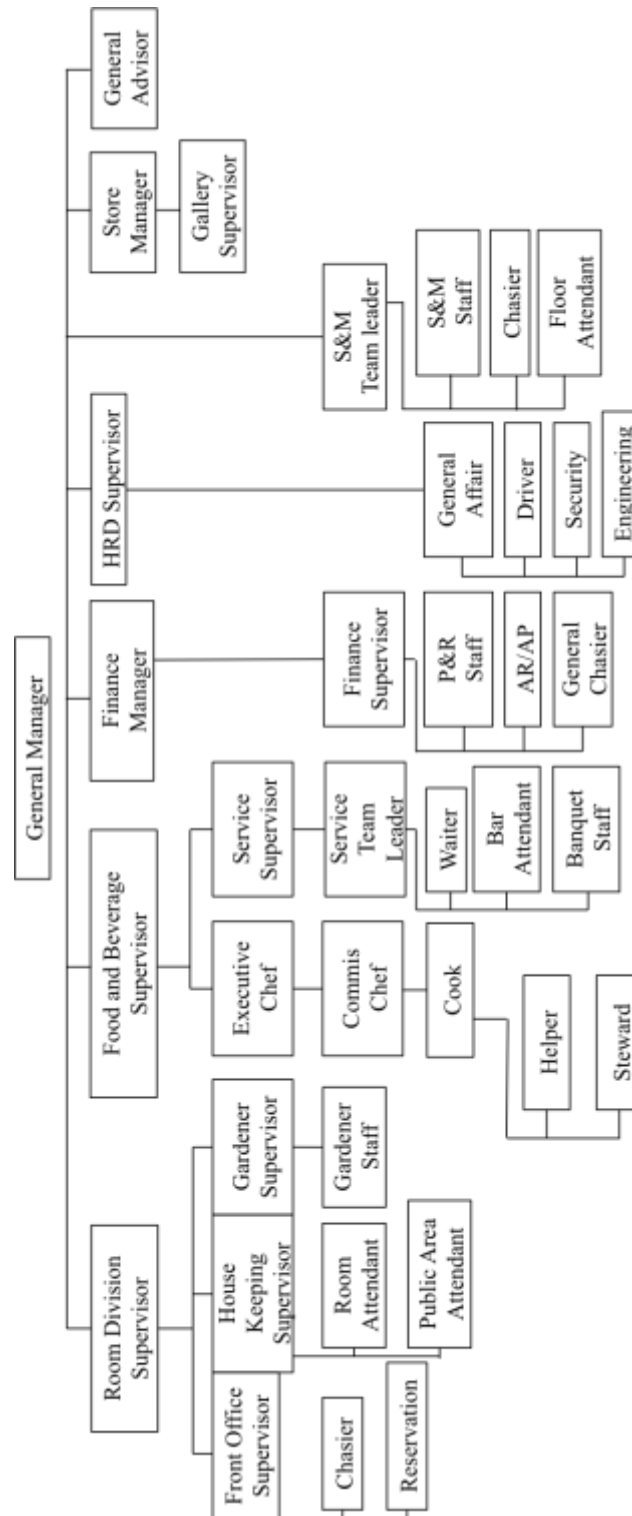 General Manager
Room Division
Supervisor
Food and Beverage
Supervisor
Finance
Manager
HRD Supervisor
Store
Manager
General
Advisor
Front Office
Supervisor
House
Keeping
Supervisor
Gardener
Supervisor
Executive
Chef
Service
Supervisor
Gallery
Supervisor
Chasier
Reservation
Room
Attendant
Public Area
Attendant
Gardener
Staff
Commis
Chef
Cook
Helper
Steward
Service
Team
Leader
Waiter
Bar
Attendant
Banquet
Staff
Finance
Supervisor
P&R
Staff
AR/AP
General
Chasier
General
Affair
Driver
Security
Engineering
S&M
Team leader
S&M
Staff
Chasier
Floor
Attendant